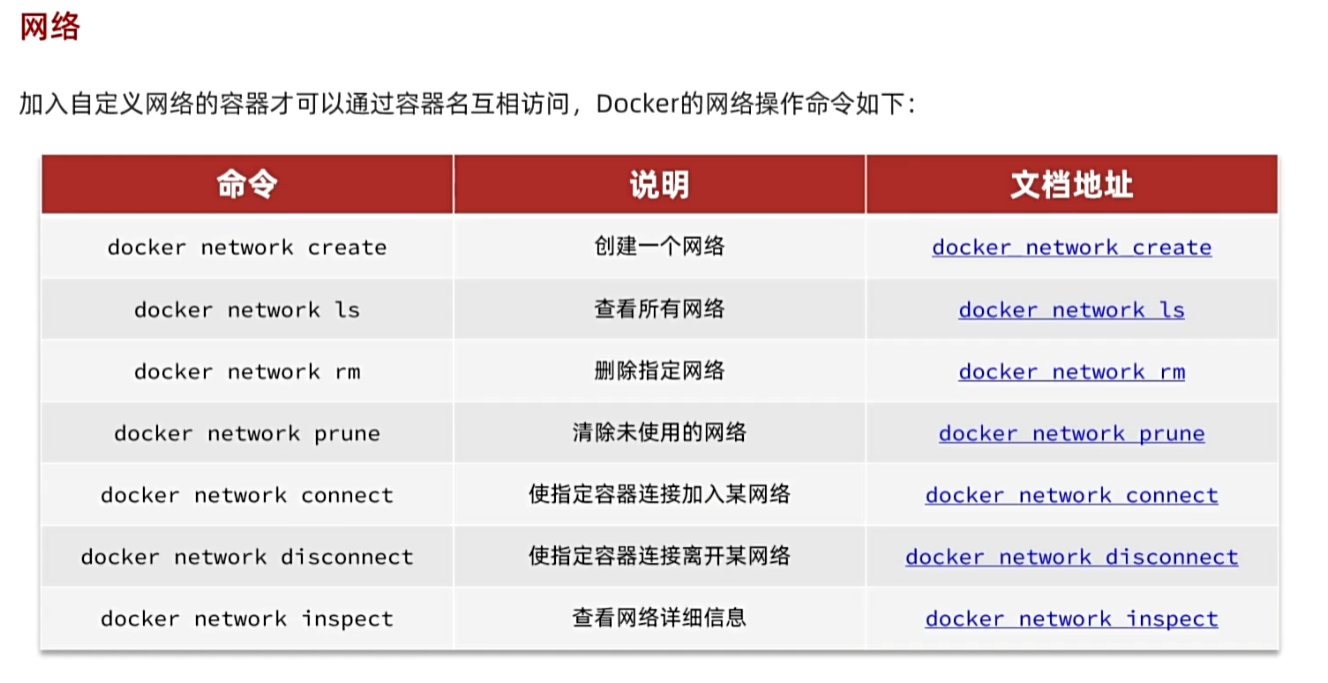 网络
加入自定义网络的容器才可以通过容器名互相访问，Docker的网络操作命令如下：
命令 说明 文档地址
docker network create 创建一个网络 docker network create
docker network ls 查看所有网络 docker network ls
docker network rm 删除指定网络 docker network rm
docker network prune 清除未使用的网络 docker network prune
docker network connect 使指定容器连接加入某网络 docker network connect
docker network disconnect 使指定容器连接离开某网络 docker network disconnect
docker network inspect 查看网络详细信息 docker network inspect